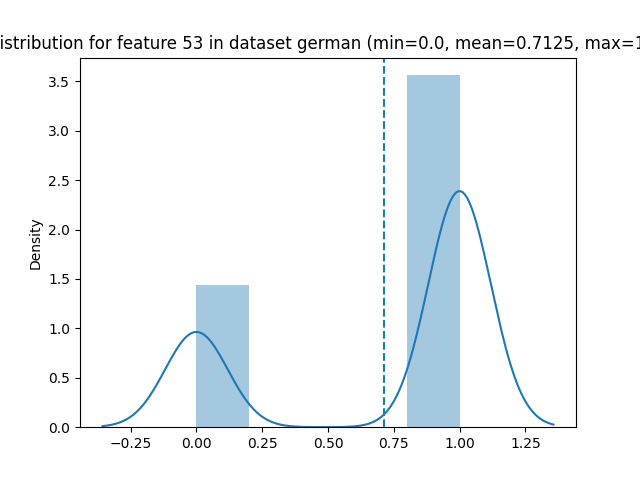 istribution for feature 53 in dataset german (min=0.0, mean=0.7125, max=1
3.5
3.0
2.5
2.0
1.5
1.0
0.5
0.0
Density
−0.25 0.00 0.25 0.50 0.75 1.00 1.25